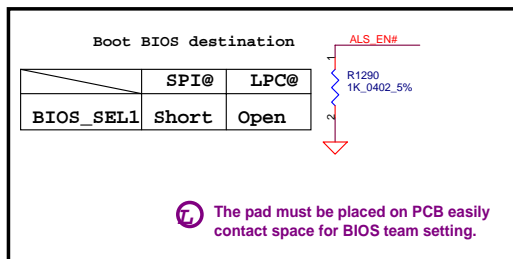 Boot BIOS destination
SPI@ LPC@
BIOS_SEL1 Short Open
ALS_EN#
1
R1290
1K_0402_5%
2
L The pad must be placed on PCB easily
contact space for BIOS team setting.